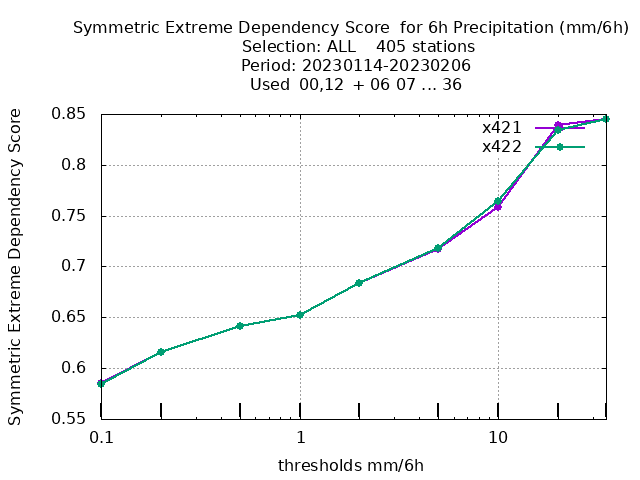 Symmetric Extreme Dependency Score  for 6h Precipitation (mm/6h)
Selection: ALL    405 stations
Period: 20230114-20230206
Used  00,12  + 06 07 ... 36
Symmetric Extreme Dependency Score
0.85
0.8
0.75
0.7
0.65
0.6
0.55
x421
x422
0.1
1
10
thresholds mm/6h